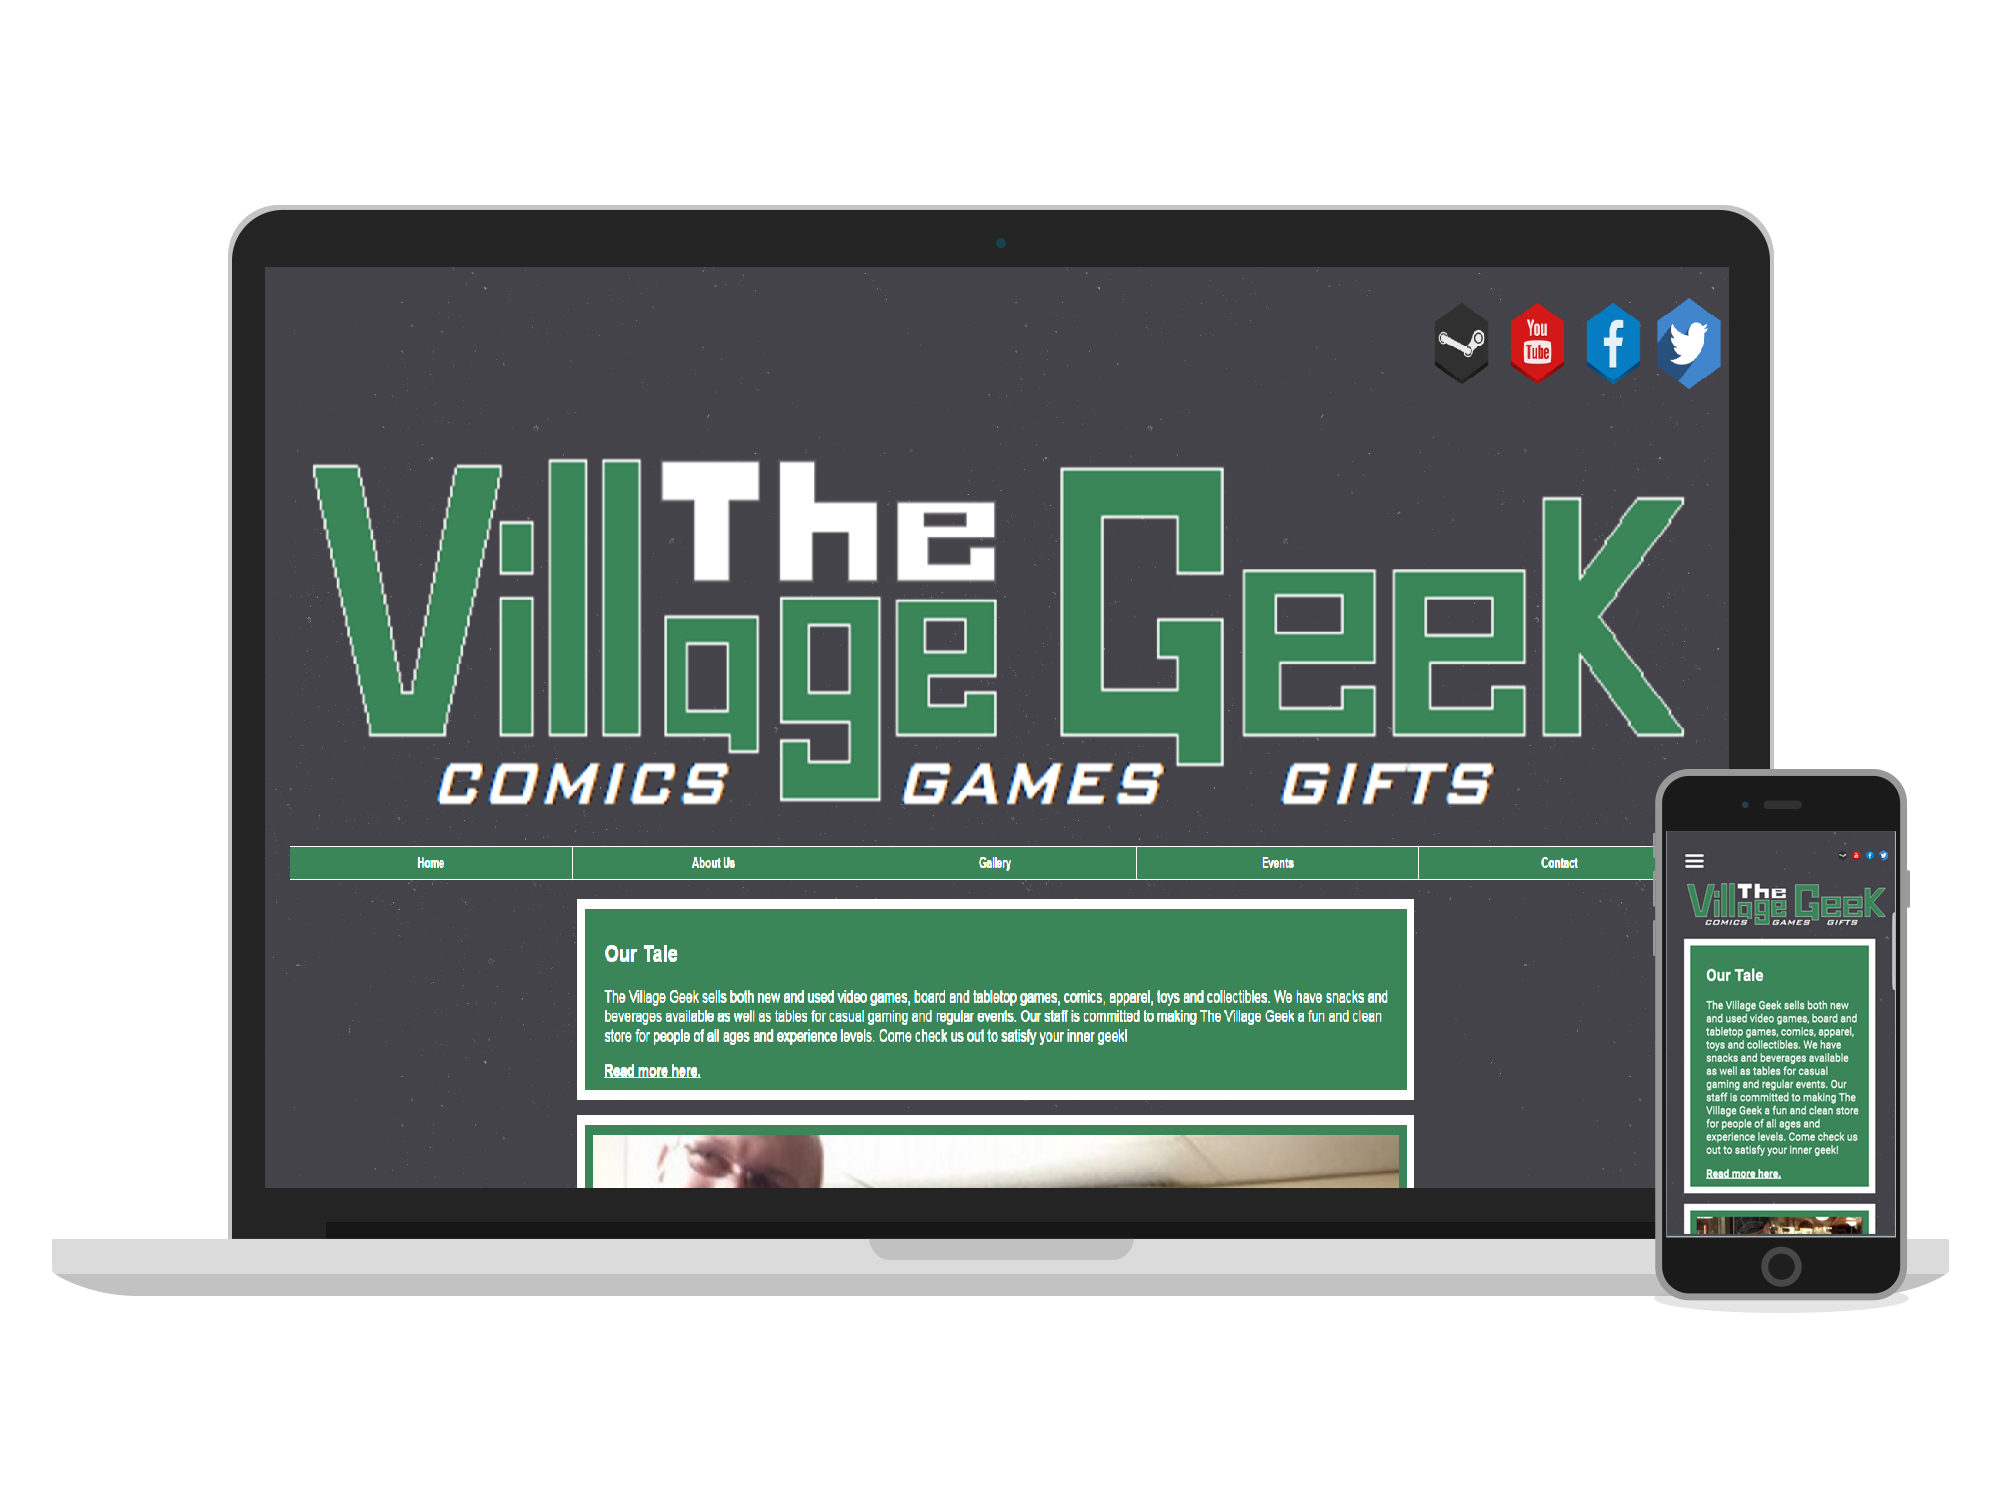 You
Tube
The
Village Geek
COMICS GAMES GIFTS
Home About Us Gallery Events Contact
Our Tale
The Village Geek sells both new and used video games, board and tabletop games, comics, apparel, toys and collectibles. We have snacks and
beverages available as well as tables for casual gaming and regular events. Our staff is committed to making The Village Geek a fun and clean
store for people of all ages and experience levels. Come check us out to satisfy your inner geek!
Read more here.
The
Village Geek
COMICS GAMES GIFTS
Our Tale
The Village Geek sells both new
and used video games, board and
tabletop games, comics, apparel,
toys and collectibles. We have
snacks and beverages available
as well as tables for casual
gaming and regular events. Our
staff is committed to making The
Village Geek a fun and clean store
for people of all ages and
experience levels. Come check us
out to satisfy your inner geek!
Read more here.